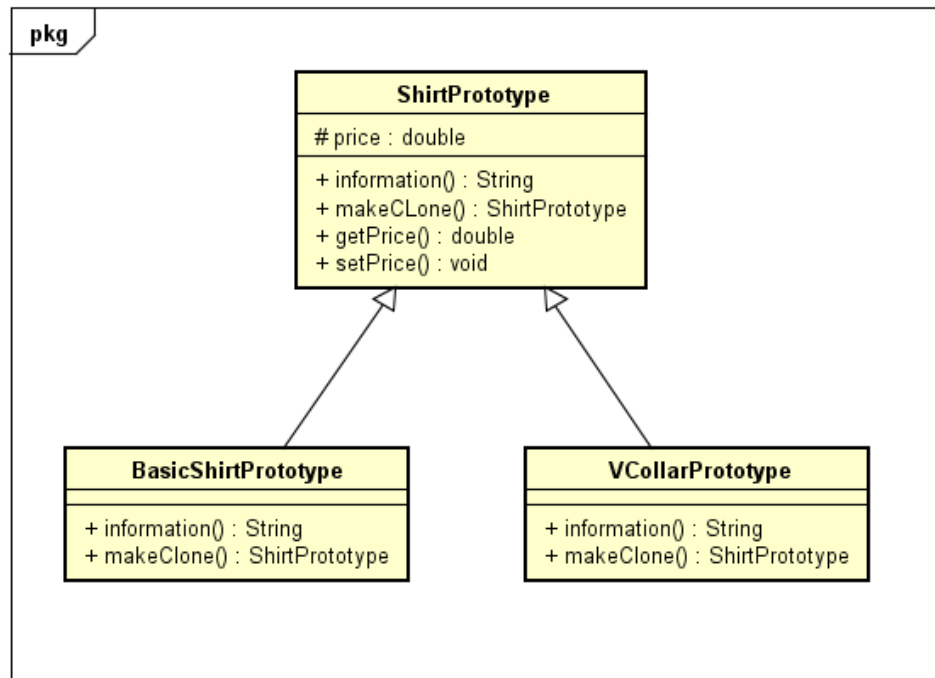 pkg
ShirtPrototype
# price : double
+ information() : String
+ makeCLone() : ShirtPrototype
+ getPrice() : double
+ setPrice() : void
BasicShirtPrototype
+ information() : String
+ makeClone() : ShirtPrototype
VCollarPrototype
+ information() : String
+ makeClone() : ShirtPrototype